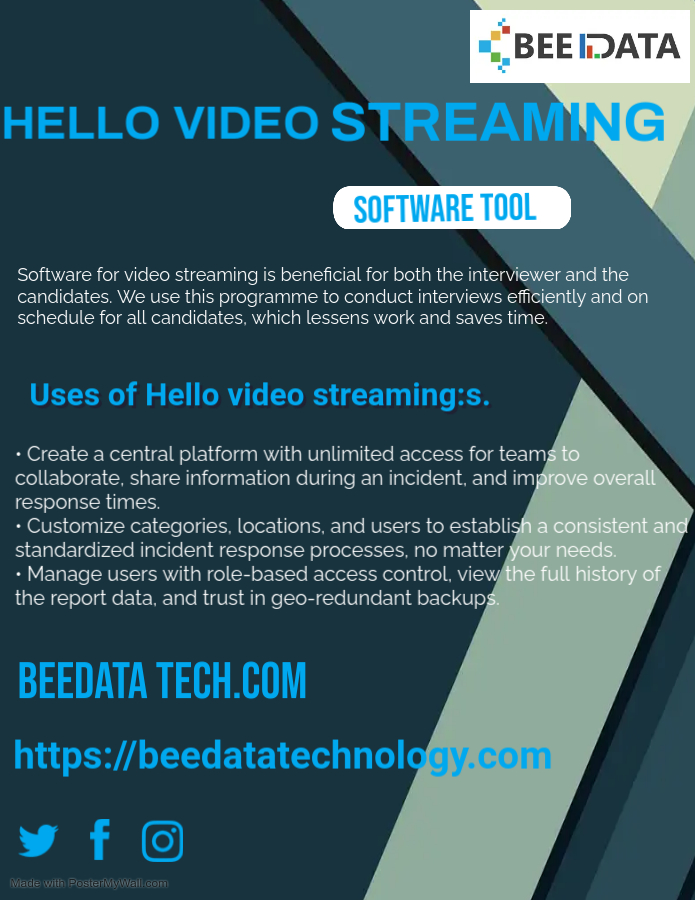 BEE DATA
HELLO VIDEO STREAMING
SOFTWARE TOOL
Software for video streaming is beneficial for both the interviewer and the
candidates. We use this programme to conduct interviews efficiently and on
schedule for all candidates, which lessens work and saves time.
Uses of Hello video streaming:s.
• Create a central platform with unlimited access for teams to
collaborate, share information during an incident, and improve overall
response times.
• Customize categories, locations, and users to establish a consistent and
standardized incident response processes, no matter your needs.
• Manage users with role-based access control, view the full history of
the report data, and trust in geo-redundant backups.
BEEDATA TECH.COM
https://beedatatechnology.com
Made with PosterMyWall.com